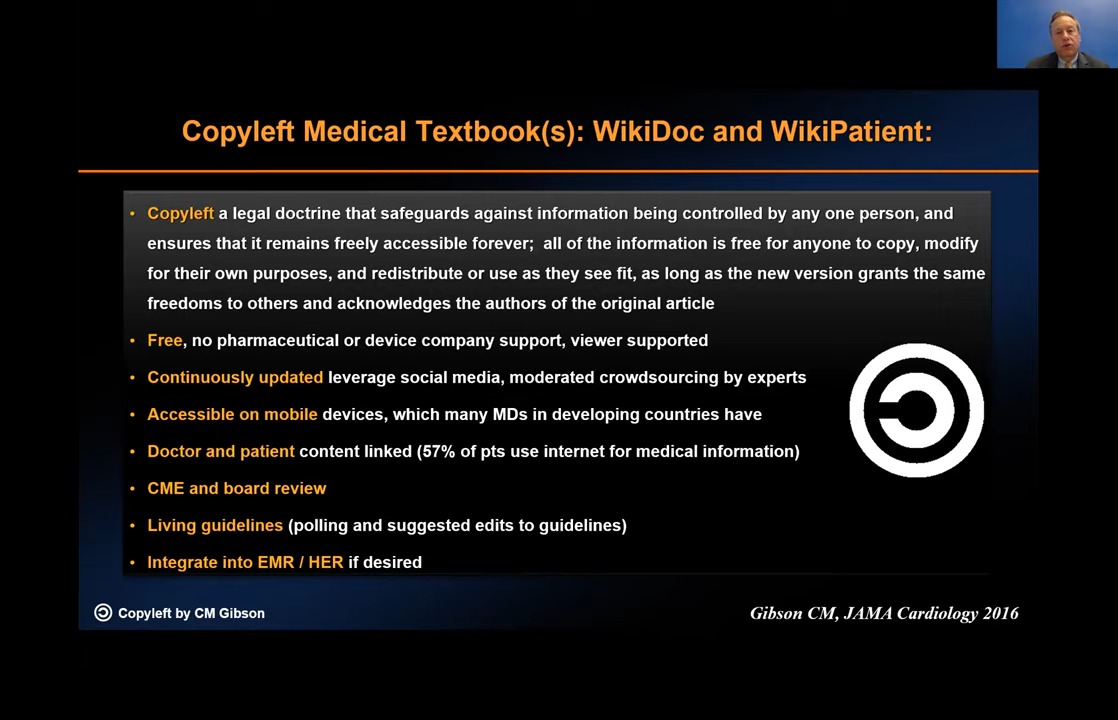 Copyleft Medical Textbook(s): WikiDoc and WikiPatient:
• Copyleft a legal doctrine that safeguards against information being controlled by any one person, and
ensures that it remains freely accessible forever; all of the information is free for anyone to copy, modify
for their own purposes, and redistribute or use as they see fit, as long as the new version grants the same
freedoms to others and acknowledges the authors of the original article
• Free, no pharmaceutical or device company support, viewer supported
• Continuously updated leverage social media, moderated crowdsourcing by experts
• Accessible on mobile devices, which many MDs in developing countries have
• Doctor and patient content linked (57% of pts use internet for medical information)
• CME and board review
• Living guidelines (polling and suggested edits to guidelines)
• Integrate into EMR / HER if desired
Copyleft by CM Gibson
Gibson CM, JAMA Cardiology 2016